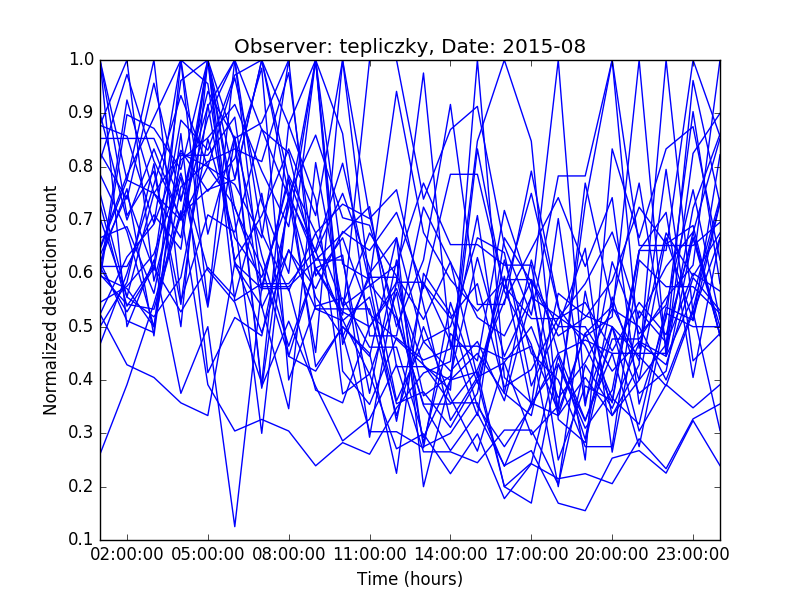 Observer: tepliczky, Date: 2015-08
Normalized detection count
1.0
0.9
0.8
0.7
0.6
0.5
0.4
0.3
0.2
0.1
02:00:00 05:00:00 08:00:00 11:00:00 14:00:00 17:00:00 20:00:00 23:00:00
Time (hours)